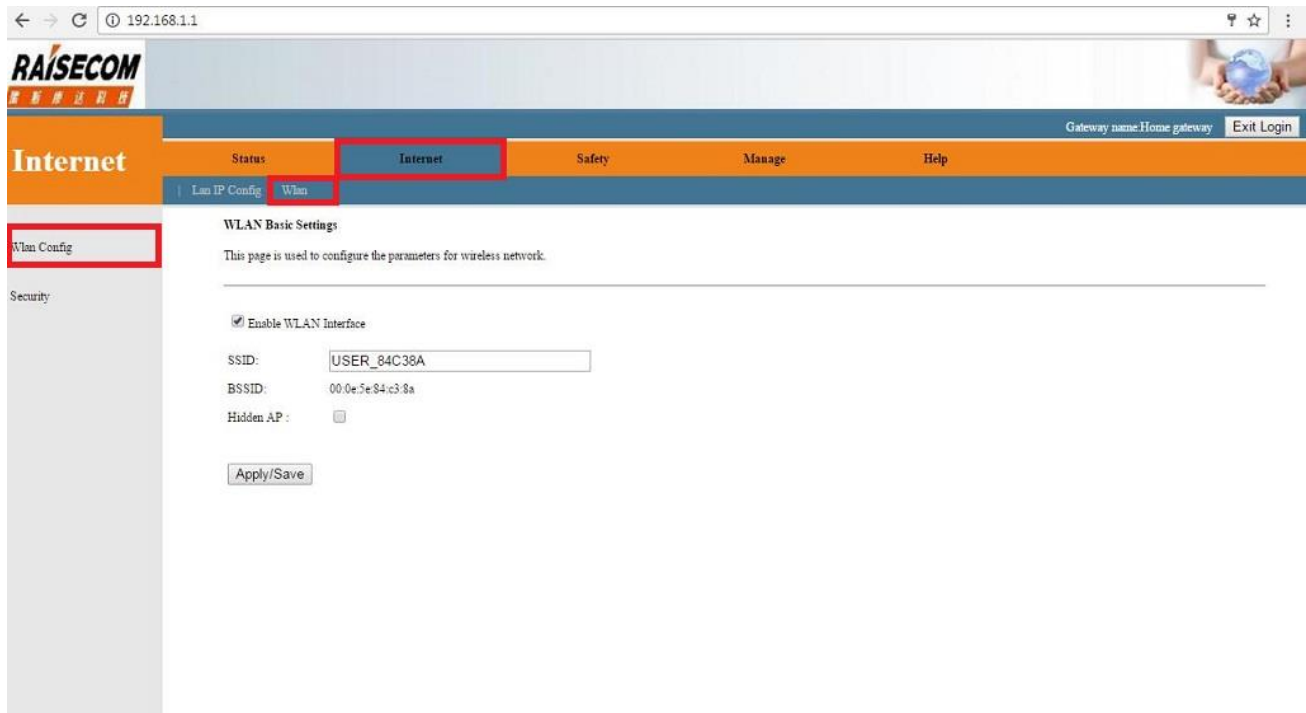 192.168.1.1
RAISECOM
Gateway name:Home gateway Exit Login
Internet
Status Internet Safety Manage Help
| Lan IP Config Wlan
WLAN Basic Settings
Wlan Config
This page is used to configure the parameters for wireless network.
Security
Enable WLAN Interface
SSID: USER_84C38A
BSSID: 00:0e:5e:84:c3:8a
Hidden AP :
Apply/Save